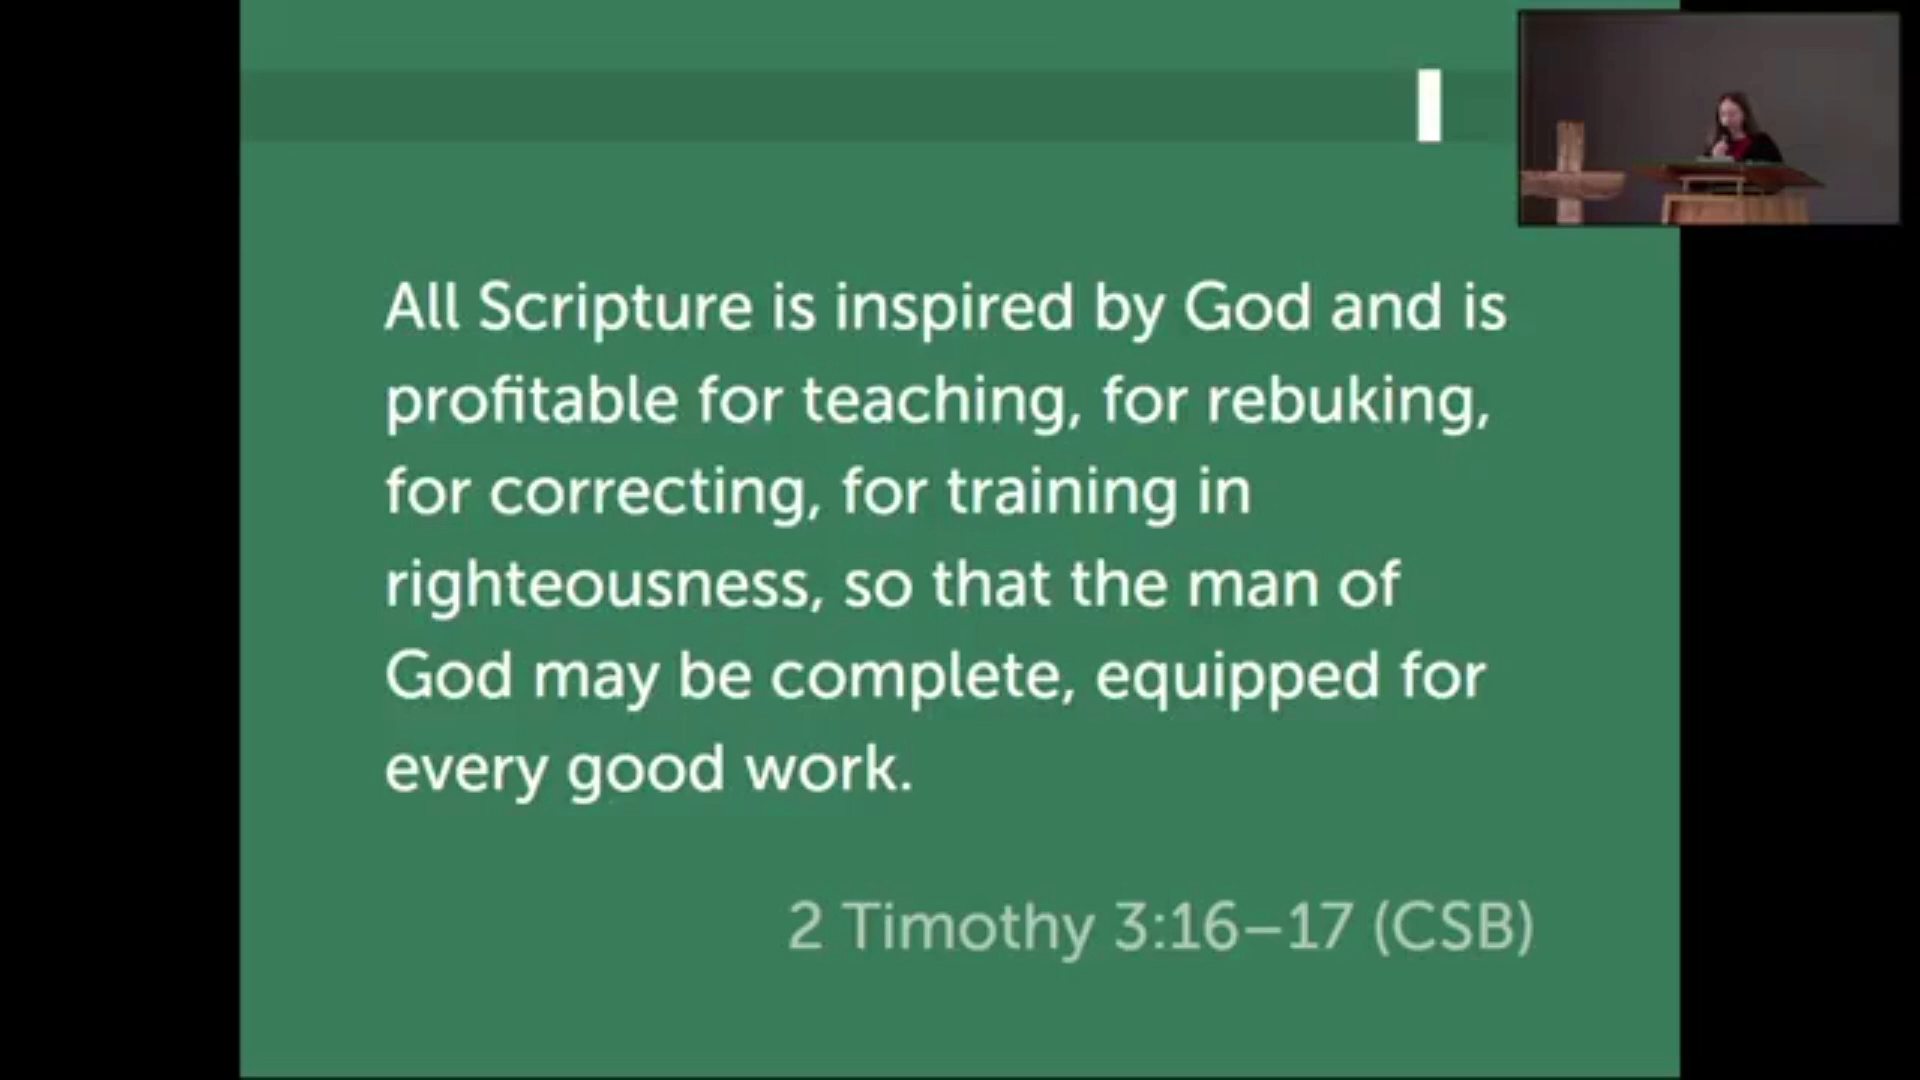 All Scripture is inspired by God and is
profitable for teaching, for rebuking,
for correcting, for training in
righteousness, so that the man of
God may be complete, equipped for
every good work.
2 Timothy 3:16–17 (CSB)